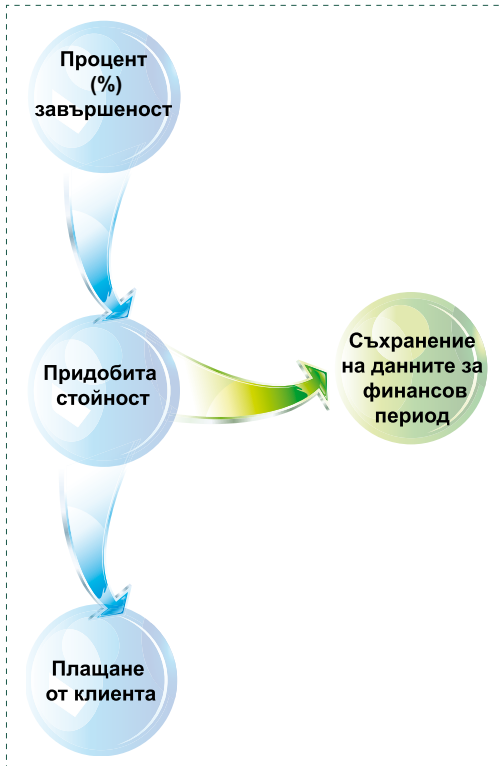 Процент
(%)
завършеност
Придобита
стойност
Съхранение
на данните за
финансов
период
Плащане
от клиента